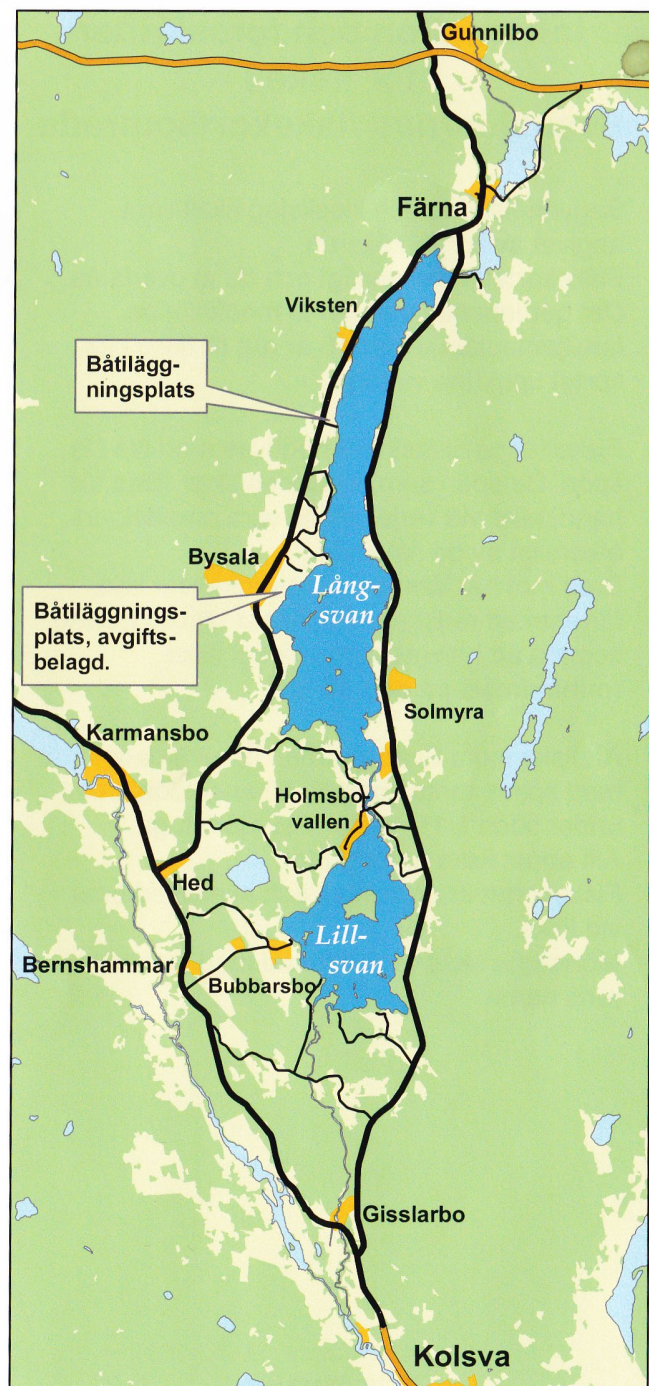 Gunnilbo
Färna
Viksten
Båtilägg-
ningsplats
Bysala
Lång-
svan
Båtiläggnings-
plats, avgifts-
belagd.
Solmyra
Karmansbo
Holmsbo-
vallen
Hed
Lill-
svan
Bernshammar
Bubbarsbo
Gisslarbo
Kolsva